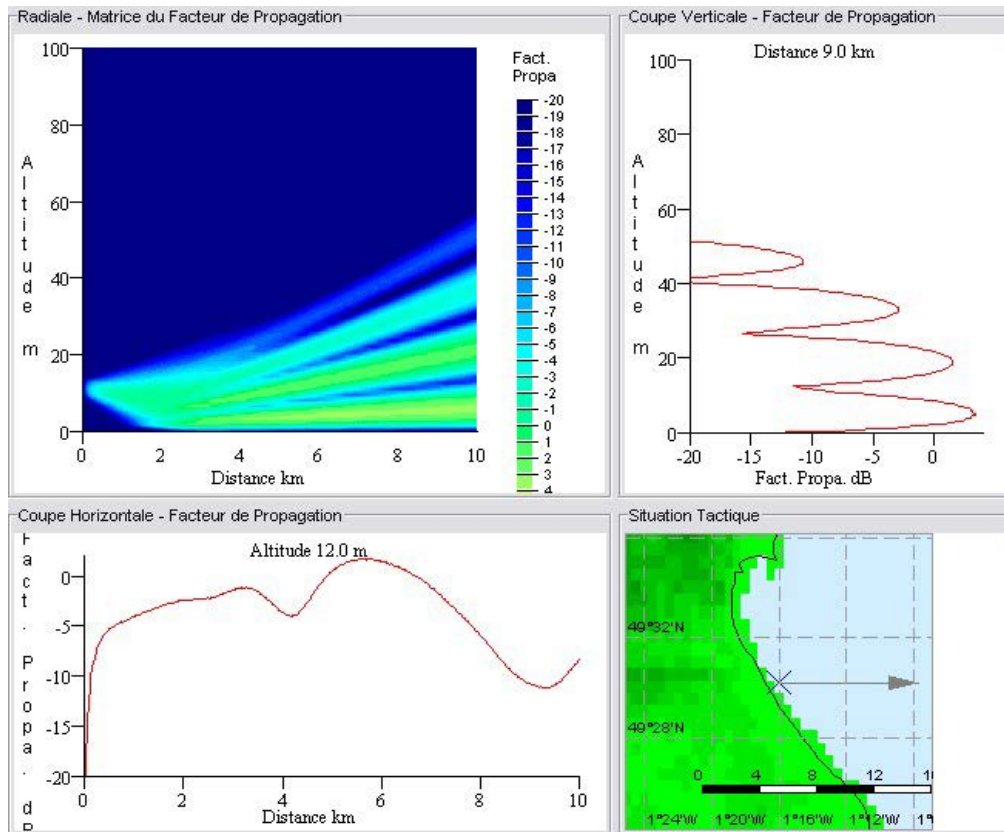 Radiale - Matrice du Facteur de Propagation
100
80
60
40
20
0
Altitude m
0 2 4 6 8 10
Distance km
Fact.
Propa
-20
-19
-18
-17
-16
-15
-14
-13
-12
-11
-10
-9
-8
-7
-6
-5
-4
-3
-2
-1
0
1
2
3
4
Coupe Verticale - Facteur de Propagation
Distance 9.0 km
100
80
60
40
20
0
Altitude m
-20 -15 -10 -5 0
Fact. Propa. dB
Coupe Horizontale - Facteur de Propagation
Altitude 12.0 m
0
-5
-10
-15
-20
Fact. Propa. dB
0 2 4 6 8 10
Distance km
Situation Tactique
49°32'N
49°28'N
0 4 8 12
1°24'W 1°20'W 1°16'W 1°12'W